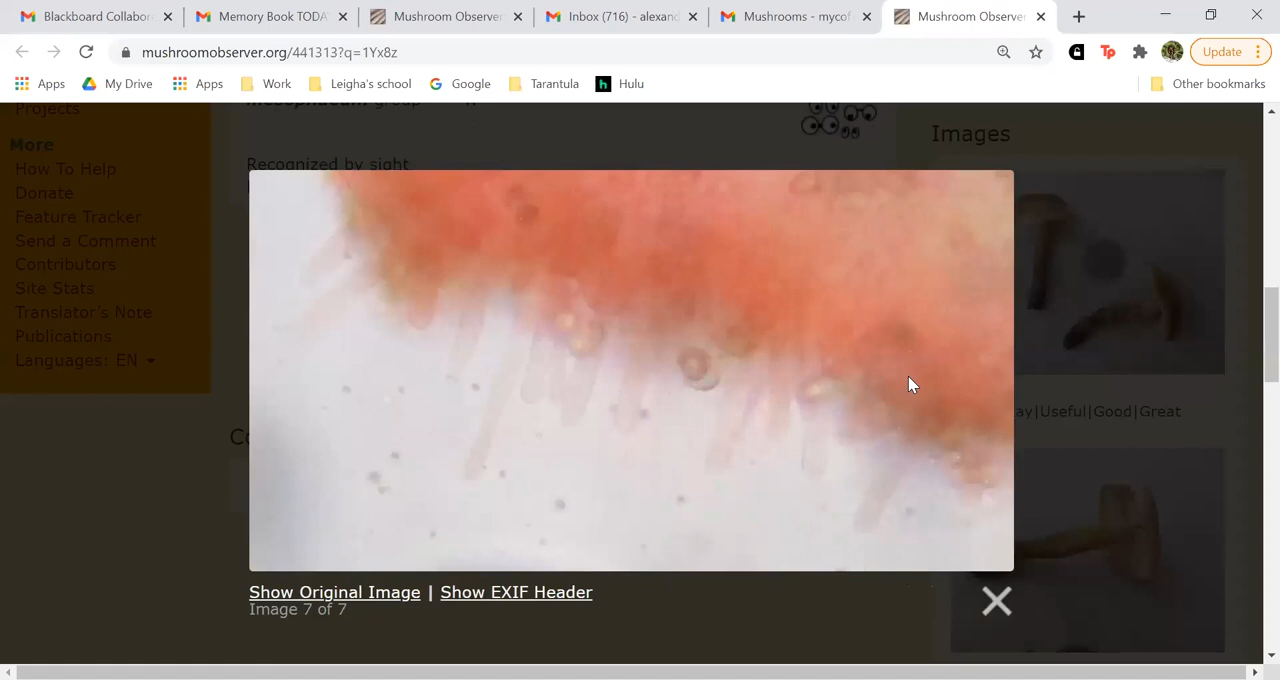 Blackboard Collabor
Memory Book TODA
Mushroom Observer
Inbox (716) - alexand
Mushrooms - mycof
Mushroom Observer
mushroomobserver.org/441313?q=1Yx8z
Update
Apps
My Drive
Apps
Work
Leigha's school
Google
Tarantula
Hulu
Other bookmarks
Projects
group
Images
More
Recognized by sight
How To Help
Donate
Feature Tracker
Send a Comment
Contributors
Site Stats
Translator's Note
Publications
Languages: EN
|Useful|Good|Great
Show Original Image | Show EXIF Header
Image 7 of 7